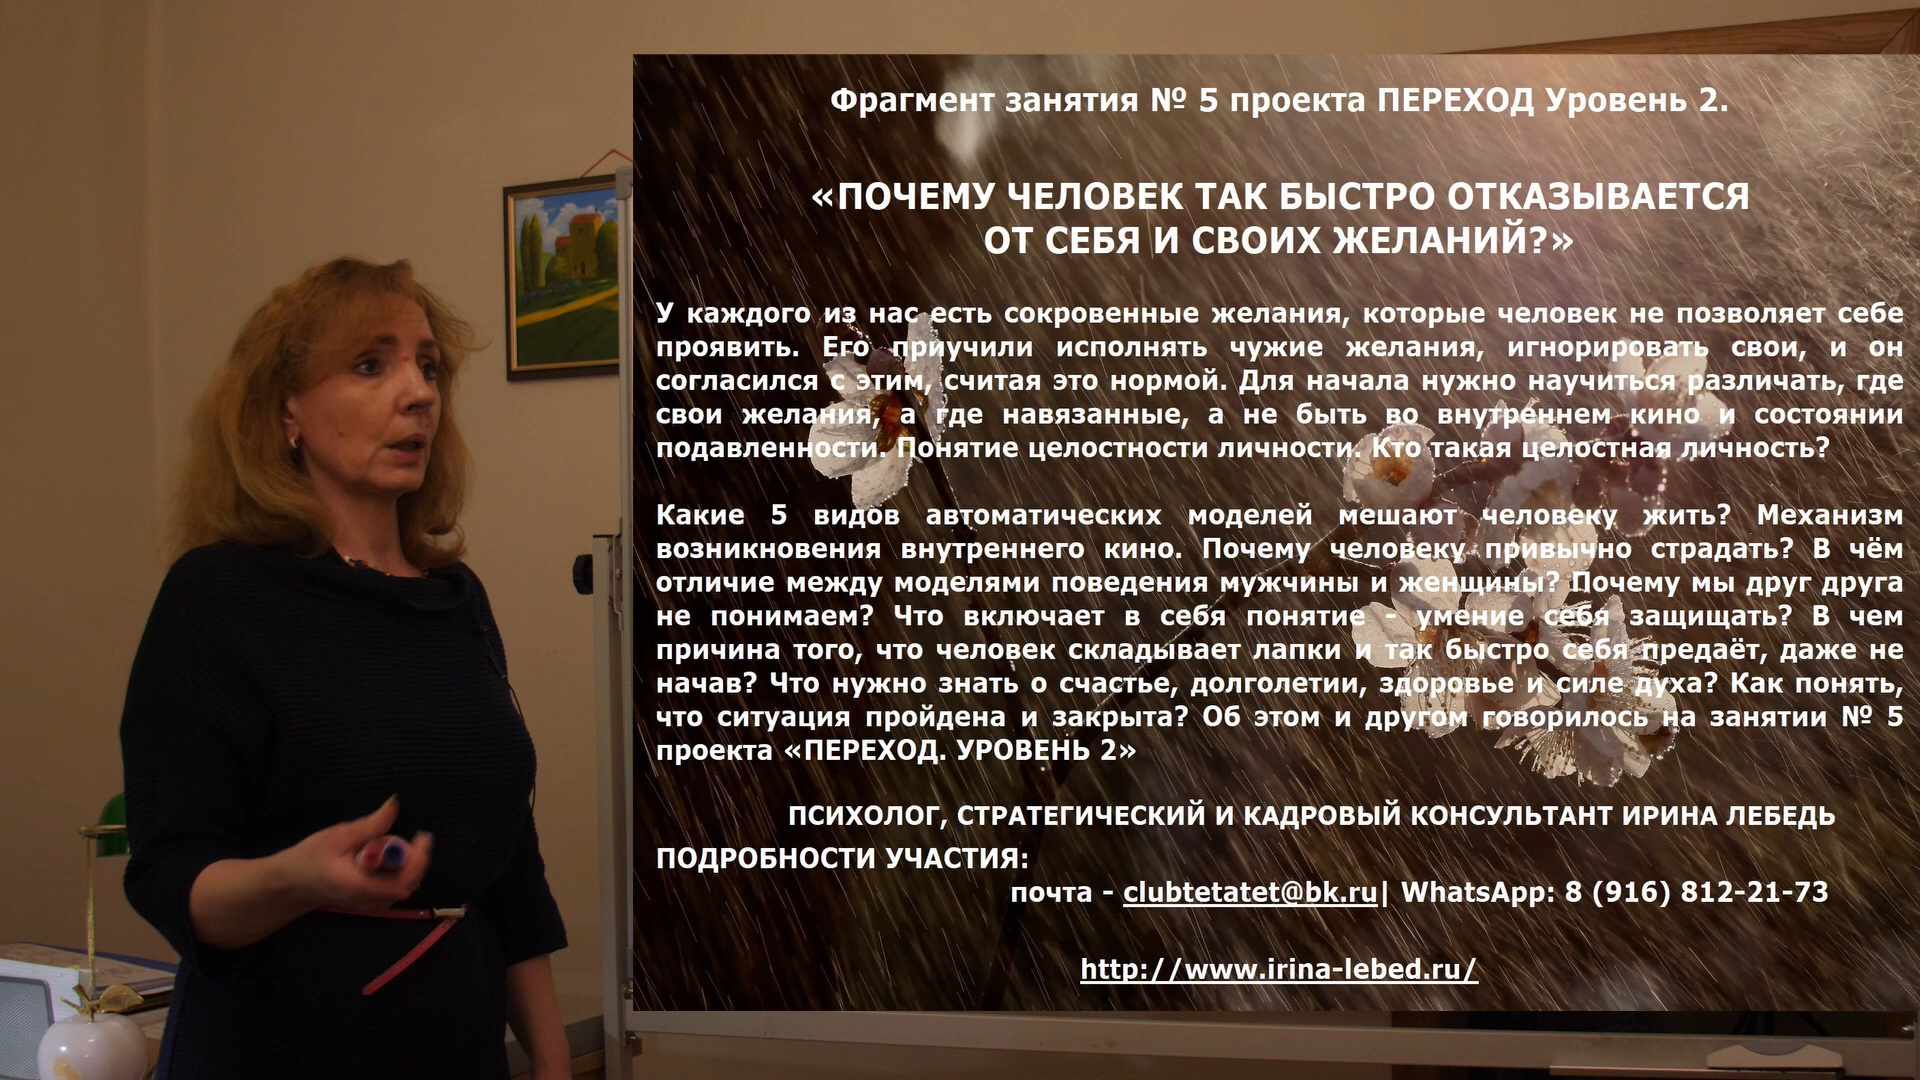 Фрагмент занятия № 5 проекта ПЕРЕХОД Уровень 2.
«ПОЧЕМУ ЧЕЛОВЕК ТАК БЫСТРО ОТКАЗЫВАЕТСЯ
ОТ СЕБЯ И СВОИХ ЖЕЛАНИЙ?»
У каждого из нас есть сокровенные желания, которые человек не позволяет себе
проявить. Его приучили исполнять чужие желания, игнорировать свои, и он
согласился с этим, считая это нормой. Для начала нужно научиться различать, где
свои желания, а где навязанные, а не быть во внутреннем кино и состоянии
подавленности. Понятие целостности личности. Кто такая целостная личность?
Какие 5 видов автоматических моделей мешают человеку жить? Механизм
возникновения внутреннего кино. Почему человеку привычно страдать? В чём
отличие между моделями поведения мужчины и женщины? Почему мы друг друга
не понимаем? Что включает в себя понятие - умение себя защищать? В чем
причина того, что человек складывает лапки и так быстро себя предаёт, даже не
начав? Что нужно знать о счастье, долголетии, здоровье и силе духа? Как понять,
что ситуация пройдена и закрыта? Об этом и другом говорилось на занятии № 5
проекта «ПЕРЕХОД. УРОВЕНЬ 2»
ПСИХОЛОГ, СТРАТЕГИЧЕСКИЙ И КАДРОВЫЙ КОНСУЛЬТАНТ ИРИНА ЛЕБЕДЬ
ПОДРОБНОСТИ УЧАСТИЯ:
почта - clubtetatet@bk.ru| WhatsApp: 8 (916) 812-21-73
http://www.irina-lebed.ru/